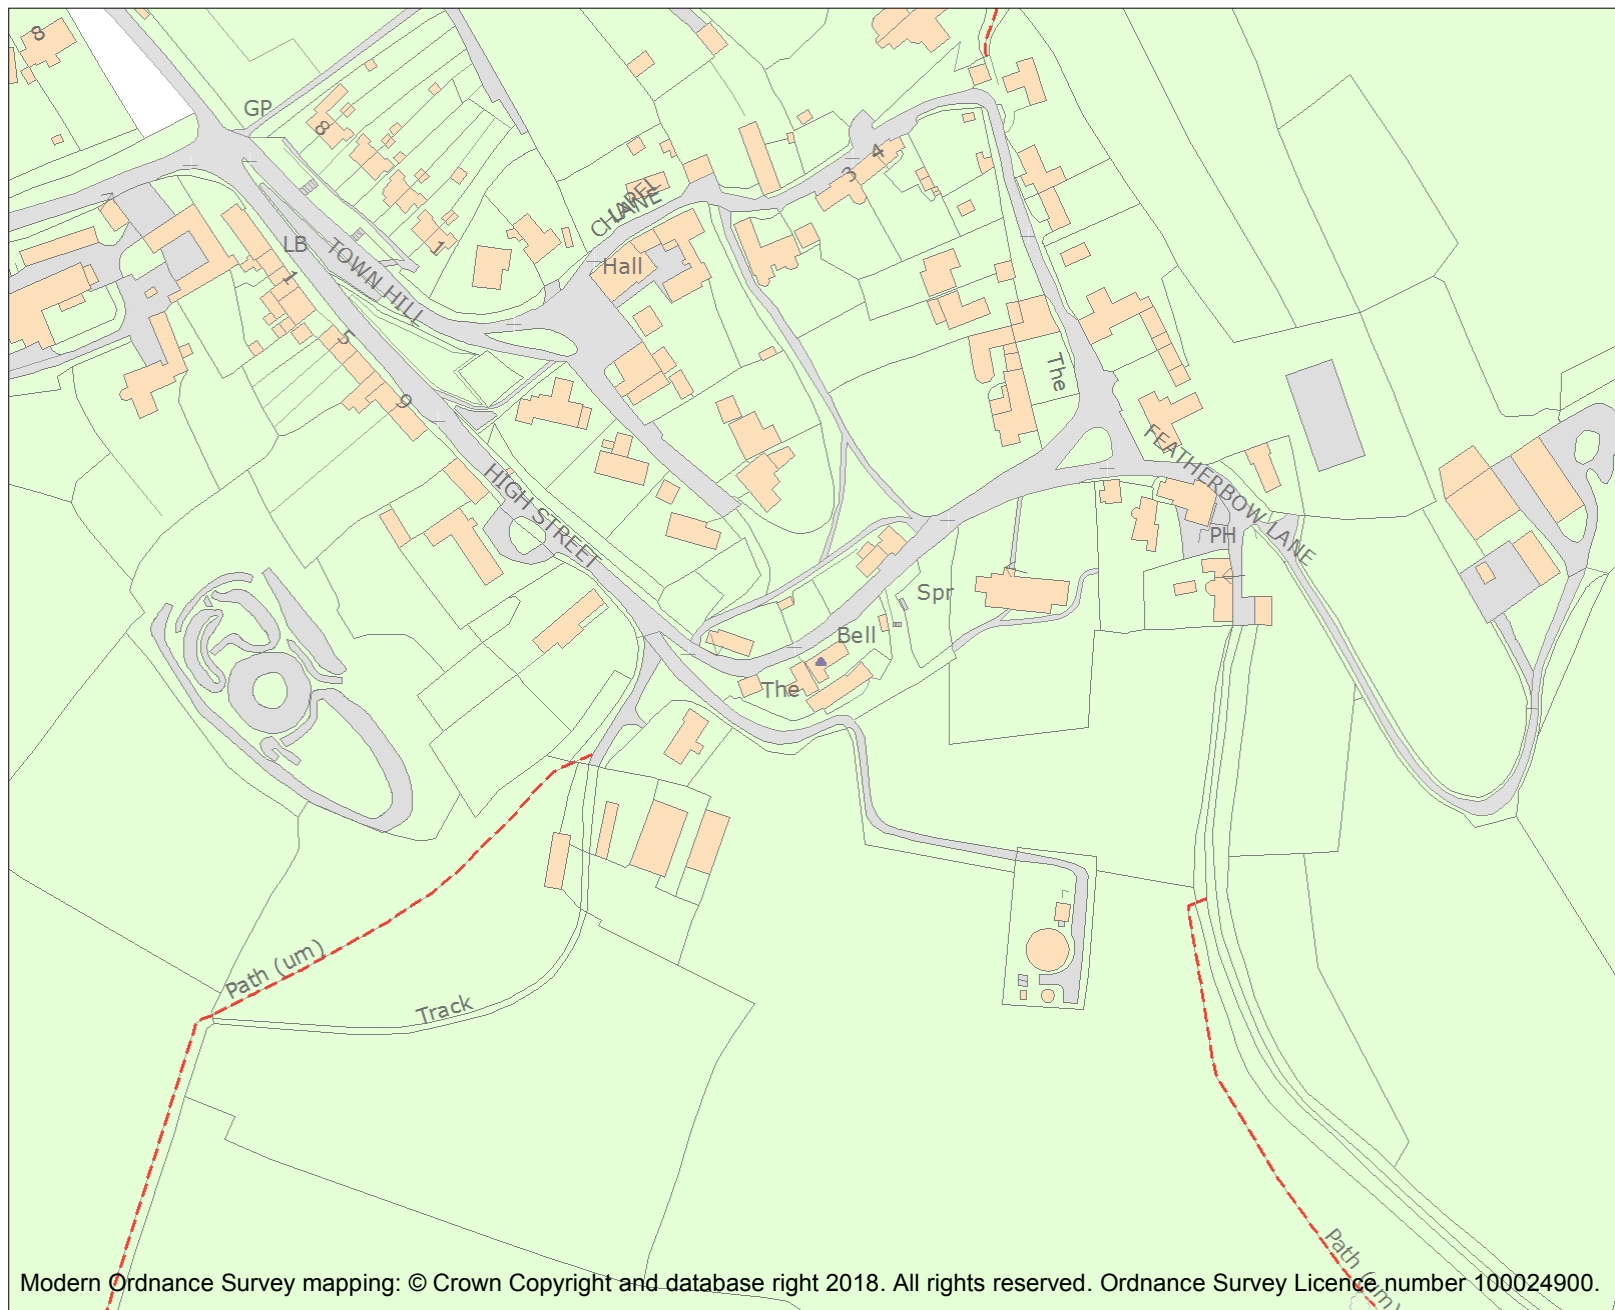 8
GP
8
4
3
CHAPEL
LANE
1
LB
TOWN HILL
Hall
1
5
The
9
FEATHERBOW LANE
HIGH STREET
PH
Spr
Bell
The
Path (um)
Track
Path (um)
Modern Ordnance Survey mapping: © Crown Copyright and database right 2018. All rights reserved. Ordnance Survey Licence number 100024900.